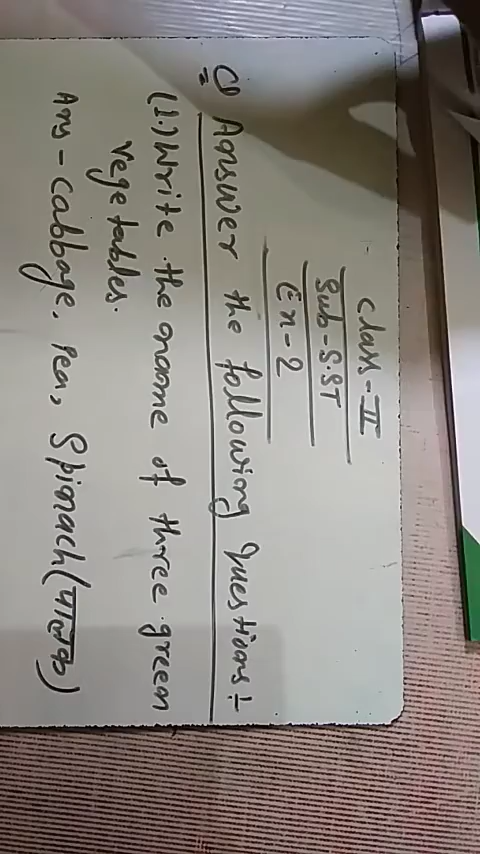 Class-II
Sub-S.ST
Ex-2
Q Answer the following Questions÷
(1.) Write the name of three green
vegetables.
Ans-Cabbage, Pea, Spinach(पालक)